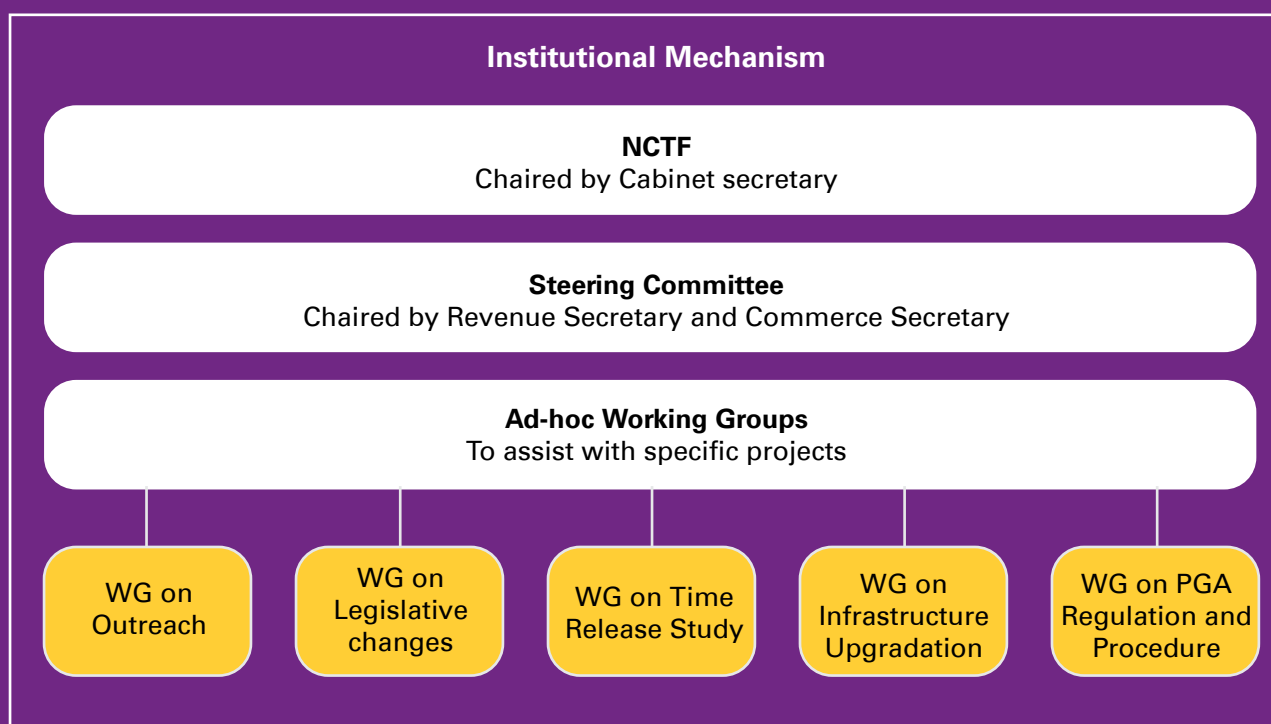 Institutional Mechanism
NCTF
Chaired by Cabinet secretary
Steering Committee
Chaired by Revenue Secretary and Commerce Secretary
Ad-hoc Working Groups
To assist with specific projects
WG on
Outreach
WG on
Legislative
changes
WG on Time
Release Study
WG on
Infrastructure
Upgradation
WG on PGA
Regulation and
Procedure